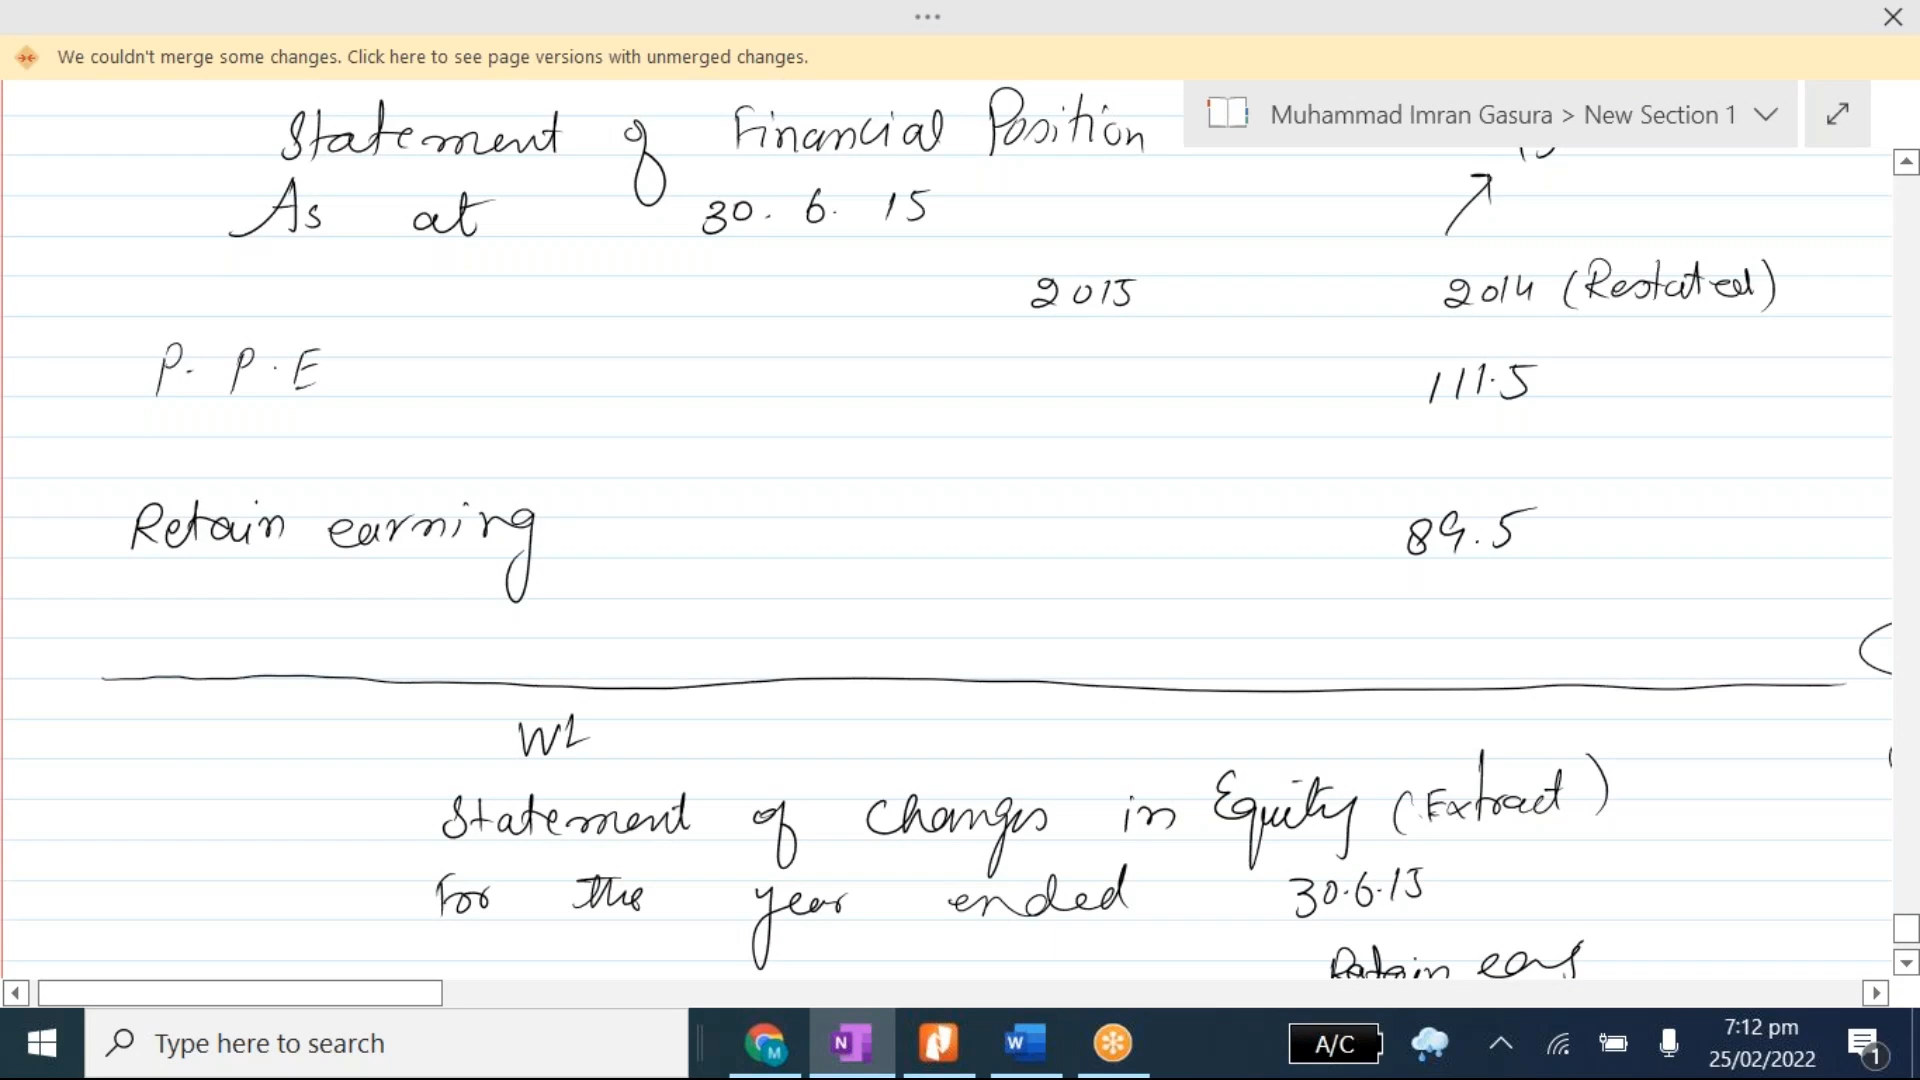 We couldn't merge some changes. Click here to see page versions with unmerged changes.
Muhammad Imran Gasura > New Section 1
Statement of Financial Position
As at 30. 6. 15
2015 2014 (Restated)
P. P. E 111.5
Retain earning 89.5
Statement of Changes in Equity (Extract)
For the year ended 30.6.15
Retain
Type here to search
A/C
7:12 pm
25/02/2022
1